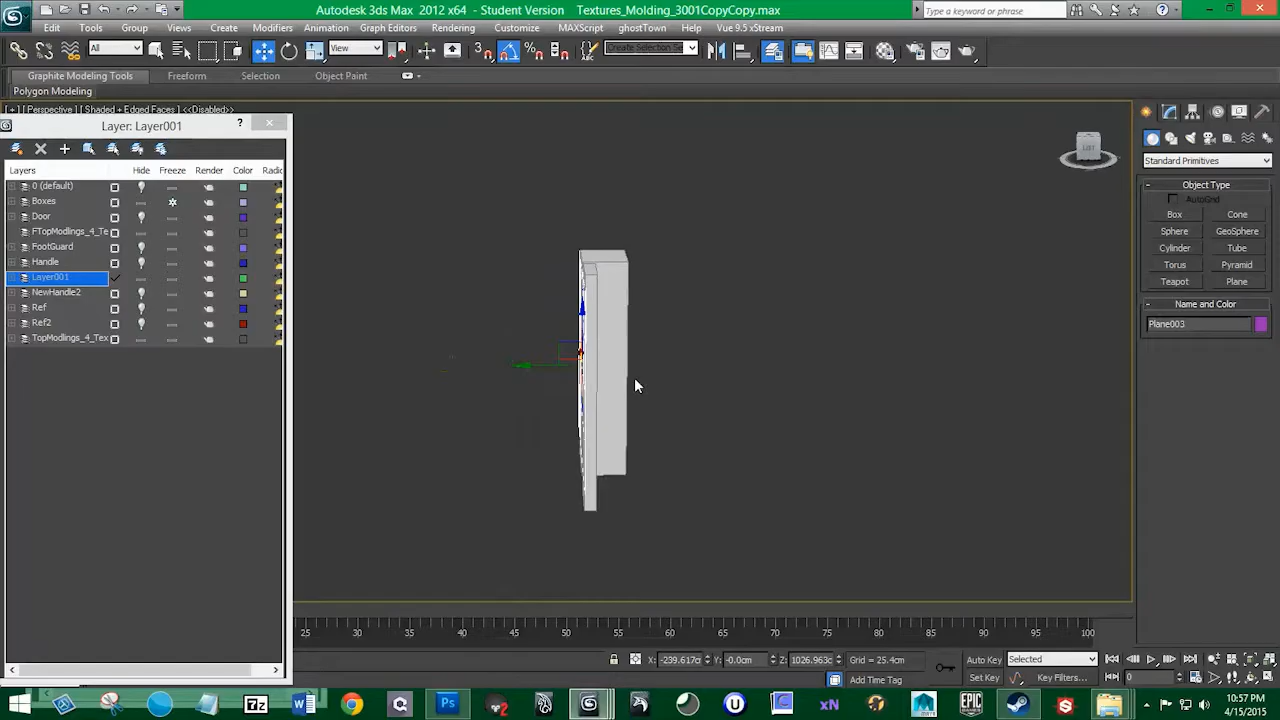 Autodesk 3ds Max 2012 x64 - Student Version Textures_Molding_3001CopyCopy.max
Type a keyword or phrase
Edit Tools Group Views Create Modifiers Animation Graph Editors Rendering Customize MAXScript ghostTown Help Vue 9.5 xStream
All View Create Selection Se
Graphite Modeling Tools Freeform Selection Object Paint
Polygon Modeling
[ + ] [ Perspective ] [ Shaded + Edged Faces ] <<Disabled>>
Layer: Layer001 ?
Layers Hide Freeze Render Color Radio
0 (default)
Boxes
Door
FTopModlings_4_Te
FootGuard
Handle
Layer001
NewHandle2
Ref
Ref2
TopModlings_4_Tex
LEFT
Standard Primitives
Object Type
AutoGrid
Box Cone
Sphere GeoSphere
Cylinder Tube
Torus Pyramid
Teapot Plane
Name and Color
Plane003
25 30 35 40 45 50 55 60 65 70 75 80 85 90 95 100
X: -239.617c Y: -0.0cm Z: 1026.963c Grid = 25.4cm Auto Key Selected
Add Time Tag Set Key Key Filters... 0
10:57 PM
4/15/2015